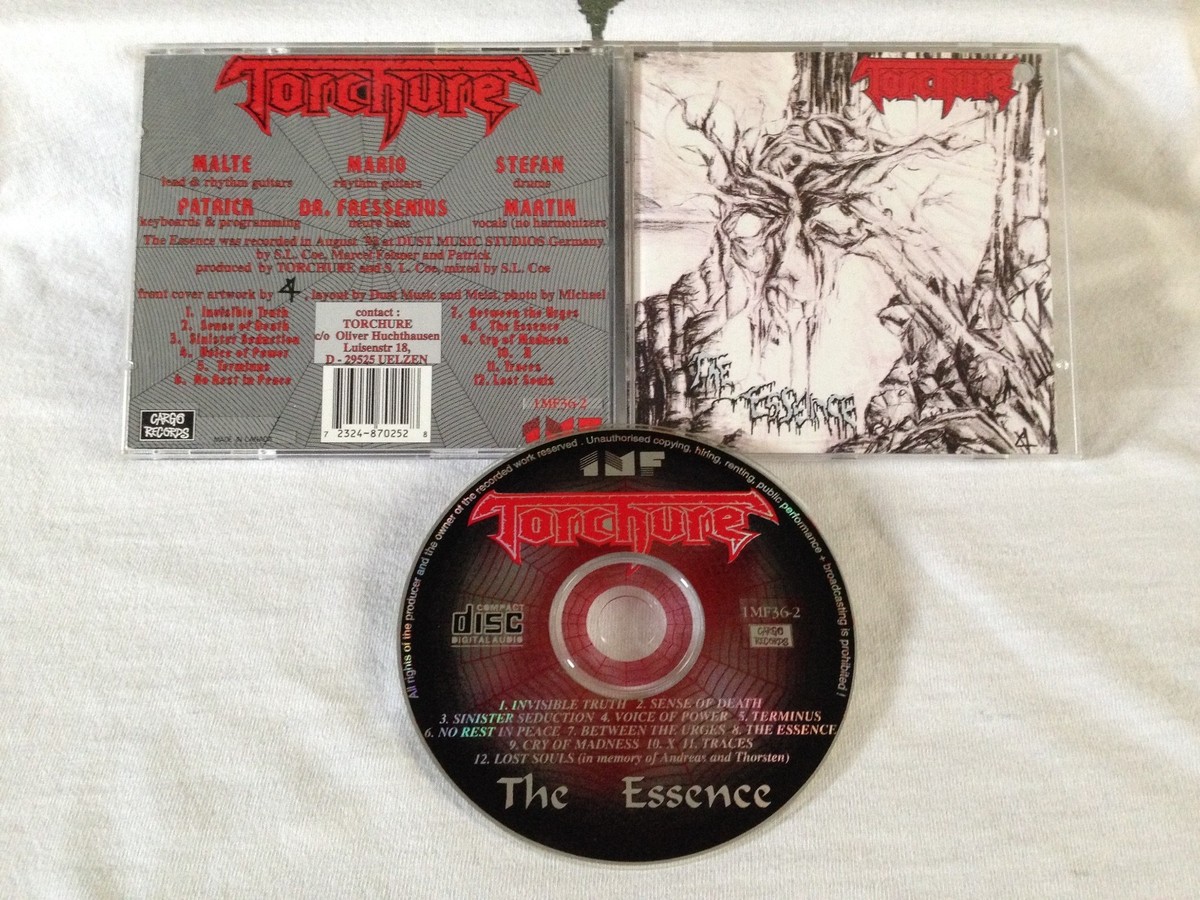 Torchure
MALTE MARIO STEFAN
lead & rhythm guitars rhythm guitars drums
PATRICK DR. FRESSENIUS MARTIN
keyboards & programming bass vocals (no harmonizer)
The Essence was recorded in August at DUST MUSIC STUDIOS Germany
by S.L. Coe, Marcel and Patrick
produced by TORCHURE and S. L. Coe, mixed by S.L. Coe
front cover artwork by , layout by Dust Music and Meist, photo by Michael
1. Invisible Truth
2. Sense of Death
3. Sinister Seduction
4. Voice of Power
5. Terminus
6. No Rest in Peace
contact :
TORCHURE
c/o Oliver Huchthausen
Luisenstr 18,
D - 29525 UELZEN
7. Between the Urges
8. The Essence
9. Cry of Madness
10. X
11. Traces
12. Lost Souls
CARGO
RECORDS
MADE IN CANADA
7 2324-870252 8
1MF36-2
1MF
Torchure
THE
ESSENCE
All rights of the producer and the owner of the recorded work reserved . Unauthorised copying, hiring, renting, public performance + broadcasting is prohibited !
1MF
Torchure
COMPACT
disc
DIGITAL AUDIO
1MF36-2
CARGO
RECORDS
1. INVISIBLE TRUTH 2. SENSE OF DEATH
3. SINISTER SEDUCTION 4. VOICE OF POWER 5. TERMINUS
6. NO REST IN PEACE 7. BETWEEN THE URGES 8. THE ESSENCE
9. CRY OF MADNESS 10. X 11. TRACES
12. LOST SOULS (in memory of Andreas and Thorsten)
The Essence